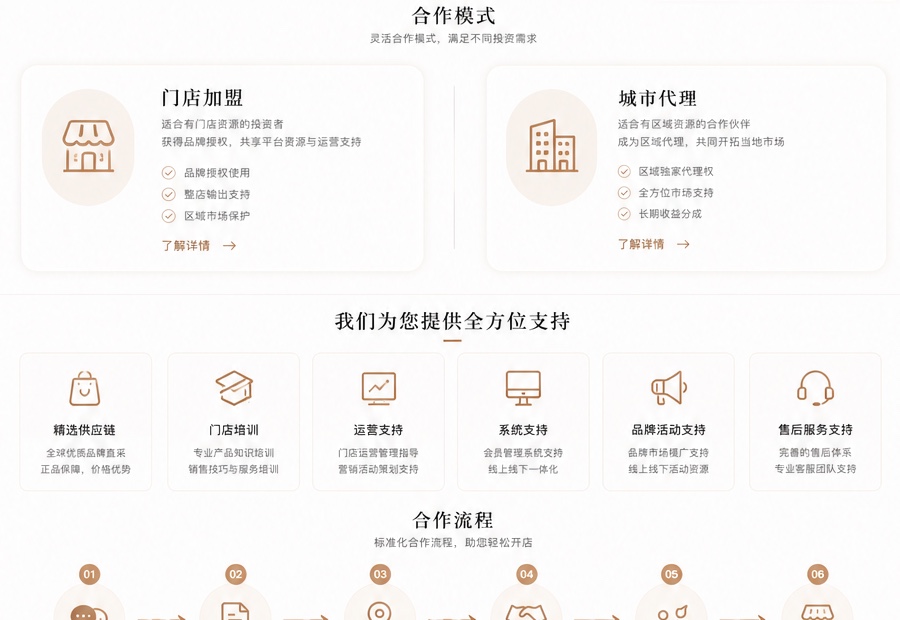 合作模式
灵活合作模式，满足不同投资需求
门店加盟
适合有门店资源的投资者
获得品牌授权，共享平台资源与运营支持
品牌授权使用
整店输出支持
区域市场保护
了解详情
城市代理
适合有区域资源的合作伙伴
成为区域代理，共同开拓当地市场
区域独家代理权
全方位市场支持
长期收益分成
了解详情
我们为您提供全方位支持
精选供应链
全球优质品牌直采
正品保障，价格优势
门店培训
专业产品知识培训
销售技巧与服务培训
运营支持
门店运营管理指导
营销活动策划支持
系统支持
会员管理系统支持
线上线下一体化
品牌活动支持
品牌市场推广支持
线上线下活动资源
售后服务支持
完善的售后体系
专业客服团队支持
合作流程
标准化合作流程，助您轻松开店
01
02
03
04
05
06